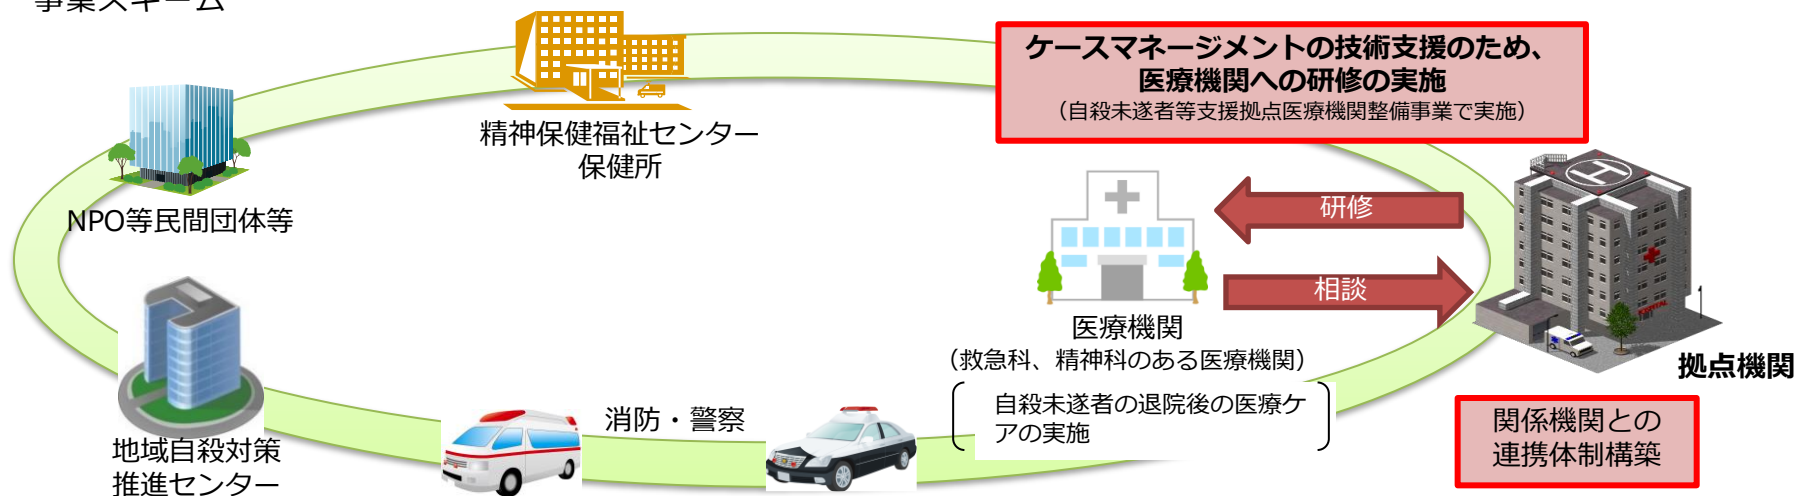 事業スキーム
ケースマネージメントの技術支援のため、
医療機関への研修の実施
（自殺未遂者等支援拠点医療機関整備事業で実施）
精神保健福祉センター
保健所
NPO等民間団体等
研修
相談
医療機関
（救急科、精神科のある医療機関）
自殺未遂者の退院後の医療ケ
アの実施
拠点機関
関係機関との
連携体制構築
消防・警察
地域自殺対策
推進センター
H